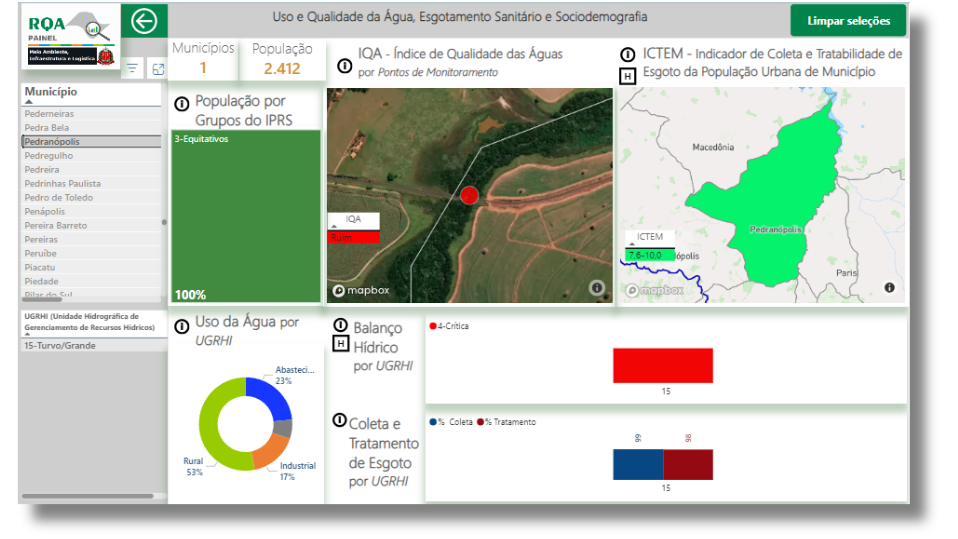 RQA
PAINEL
Meio Ambiente,
Infraestrutura e Logística
Uso e Qualidade da Água, Esgotamento Sanitário e Sociodemografia
Limpar seleções
Municípios
1
População
2.412
Município
Pederneiras
Pedra Bela
Pedranópolis
Pedregulho
Pedreira
Pedrinhas Paulista
Pedro de Toledo
Penápolis
Pereira Barreto
Pereiras
Peruíbe
Piacatu
Piedade
Pilar do Sul
UGRHI (Unidade Hidrográfica de
Gerenciamento de Recursos Hídricos)
15-Turvo/Grande
População por
Grupos do IPRS
3-Equitativos
100%
IQA - Índice de Qualidade das Águas
por Pontos de Monitoramento
IQA
Ruim
mapbox
H
ICTEM - Indicador de Coleta e Tratabilidade de
Esgoto da População Urbana de Município
Macedônia
Pedranópolis
ICTEM
7,6-10,0
ópolis
Paris
mapbox
Uso da Água por
UGRHI
Abasteci...
23%
Rural
53%
Industrial
17%
H
Balanço
Hídrico
por UGRHI
4-Crítica
15
Coleta e
Tratamento
de Esgoto
por UGRHI
% Coleta % Tratamento
99
98
15